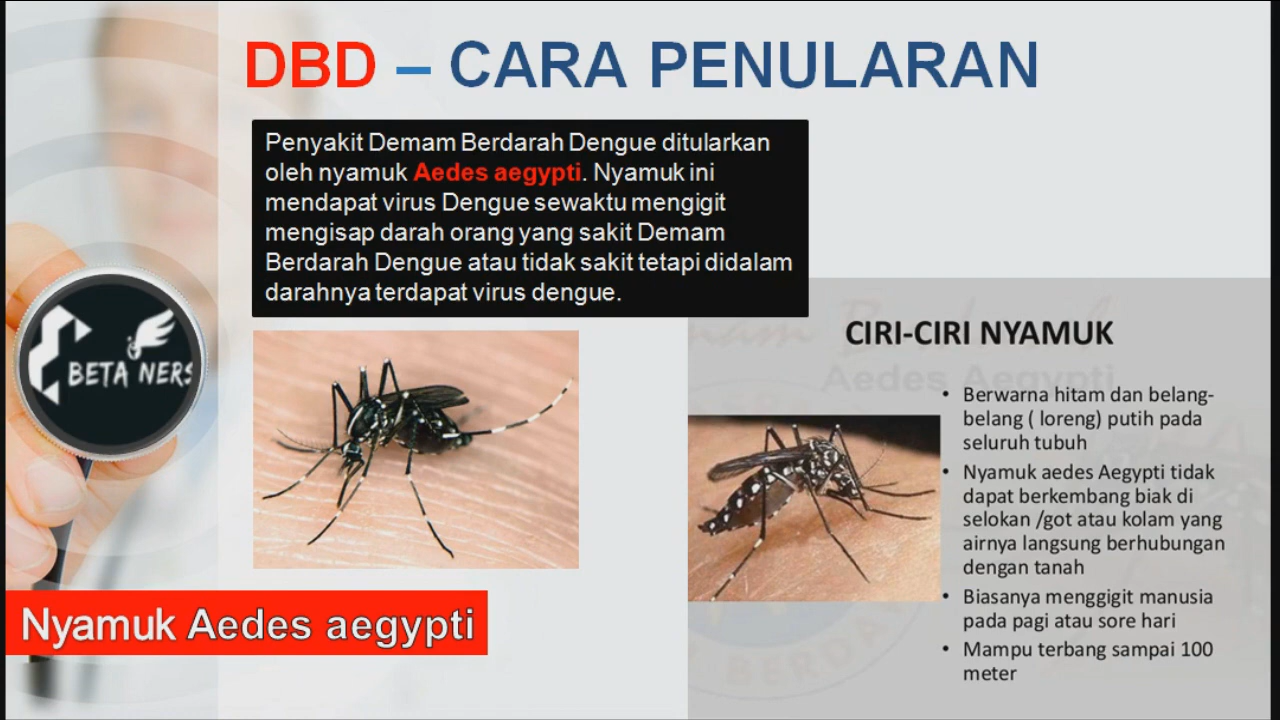 DBD – CARA PENULARAN
Penyakit Demam Berdarah Dengue ditularkan
oleh nyamuk Aedes aegypti. Nyamuk ini
mendapat virus Dengue sewaktu mengigit
mengisap darah orang yang sakit Demam
Berdarah Dengue atau tidak sakit tetapi didalam
darahnya terdapat virus dengue.
BETA NERS
Nyamuk Aedes aegypti
CIRI-CIRI NYAMUK
Aedes Aegypti
• Berwarna hitam dan belang-
belang ( loreng) putih pada
seluruh tubuh
• Nyamuk aedes Aegypti tidak
dapat berkembang biak di
selokan /got atau kolam yang
airnya langsung berhubungan
dengan tanah
• Biasanya menggigit manusia
pada pagi atau sore hari
• Mampu terbang sampai 100
meter